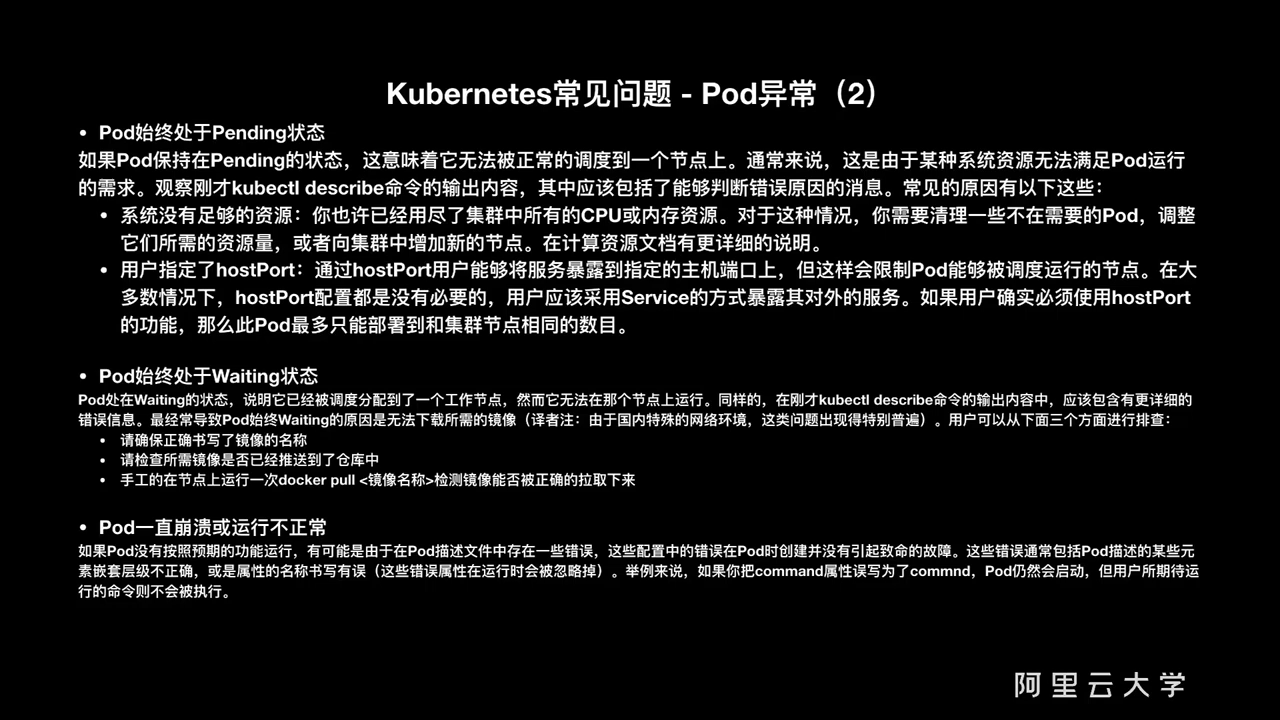 Kubernetes常见问题 - Pod异常（2）
• Pod始终处于Pending状态
如果Pod保持在Pending的状态，这意味着它无法被正常的调度到一个节点上。通常来说，这是由于某种系统资源无法满足Pod运行
的需求。观察刚才kubectl describe命令的输出内容，其中应该包括了能够判断错误原因的消息。常见的原因有以下这些：
• 系统没有足够的资源：你也许已经用尽了集群中所有的CPU或内存资源。对于这种情况，你需要清理一些不在需要的Pod，调整
它们所需的资源量，或者向集群中增加新的节点。在计算资源文档有更详细的说明。
• 用户指定了hostPort：通过hostPort用户能够将服务暴露到指定的主机端口上，但这样会限制Pod能够被调度运行的节点。在大
多数情况下，hostPort配置都是没有必要的，用户应该采用Service的方式暴露其对外的服务。如果用户确实必须使用hostPort
的功能，那么此Pod最多只能部署到和集群节点相同的数目。
• Pod始终处于Waiting状态
Pod处在Waiting的状态，说明它已经被调度分配到了一个工作节点，然而它无法在那个节点上运行。同样的，在刚才kubectl describe命令的输出内容中，应该包含有更详细的
错误信息。最经常导致Pod始终Waiting的原因是无法下载所需的镜像（译者注：由于国内特殊的网络环境，这类问题出现得特别普遍）。用户可以从下面三个方面进行排查：
• 请确保正确书写了镜像的名称
• 请检查所需镜像是否已经推送到了仓库中
• 手工的在节点上运行一次docker pull <镜像名称>检测镜像能否被正确的拉取下来
• Pod一直崩溃或运行不正常
如果Pod没有按照预期的功能运行，有可能是由于在Pod描述文件中存在一些错误，这些配置中的错误在Pod时创建并没有引起致命的故障。这些错误通常包括Pod描述的某些元
素嵌套层级不正确，或是属性的名称书写有误（这些错误属性在运行时会被忽略掉）。举例来说，如果你把command属性误写为了commnd，Pod仍然会启动，但用户所期待运
行的命令则不会被执行。
阿里云大学